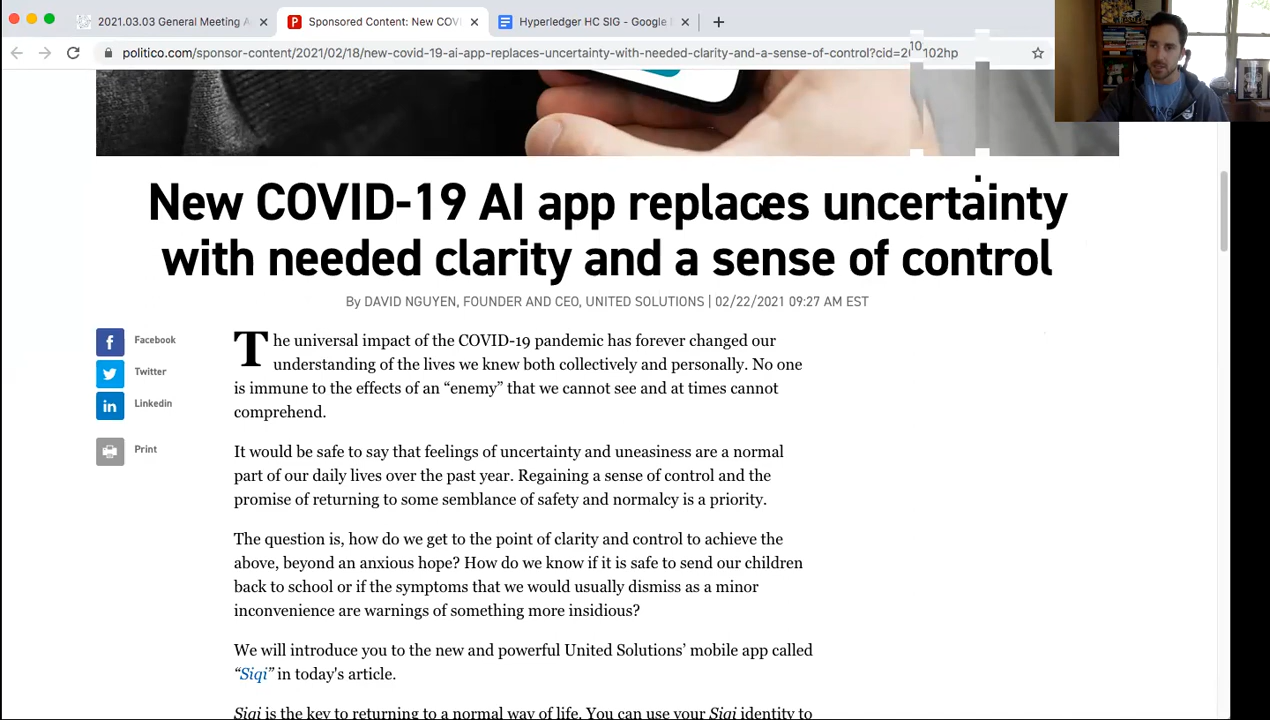 2021.03.03 General Meeting A
Sponsored Content: New COVI
Hyperledger HC SIG - Google
politico.com/sponsor-content/2021/02/18/new-covid-19-ai-app-replaces-uncertainty-with-needed-clarity-and-a-sense-of-control?cid=2 102hp
10
New COVID-19 AI app replaces uncertainty
with needed clarity and a sense of control
By DAVID NGUYEN, FOUNDER AND CEO, UNITED SOLUTIONS | 02/22/2021 09:27 AM EST
Facebook
Twitter
Linkedin
Print
The universal impact of the COVID-19 pandemic has forever changed our
understanding of the lives we knew both collectively and personally. No one
is immune to the effects of an “enemy” that we cannot see and at times cannot
comprehend.
It would be safe to say that feelings of uncertainty and uneasiness are a normal
part of our daily lives over the past year. Regaining a sense of control and the
promise of returning to some semblance of safety and normalcy is a priority.
The question is, how do we get to the point of clarity and control to achieve the
above, beyond an anxious hope? How do we know if it is safe to send our children
back to school or if the symptoms that we would usually dismiss as a minor
inconvenience are warnings of something more insidious?
We will introduce you to the new and powerful United Solutions’ mobile app called
“Siqi” in today's article.
Siqi is the key to returning to a normal way of life. You can use your Siqi identity to